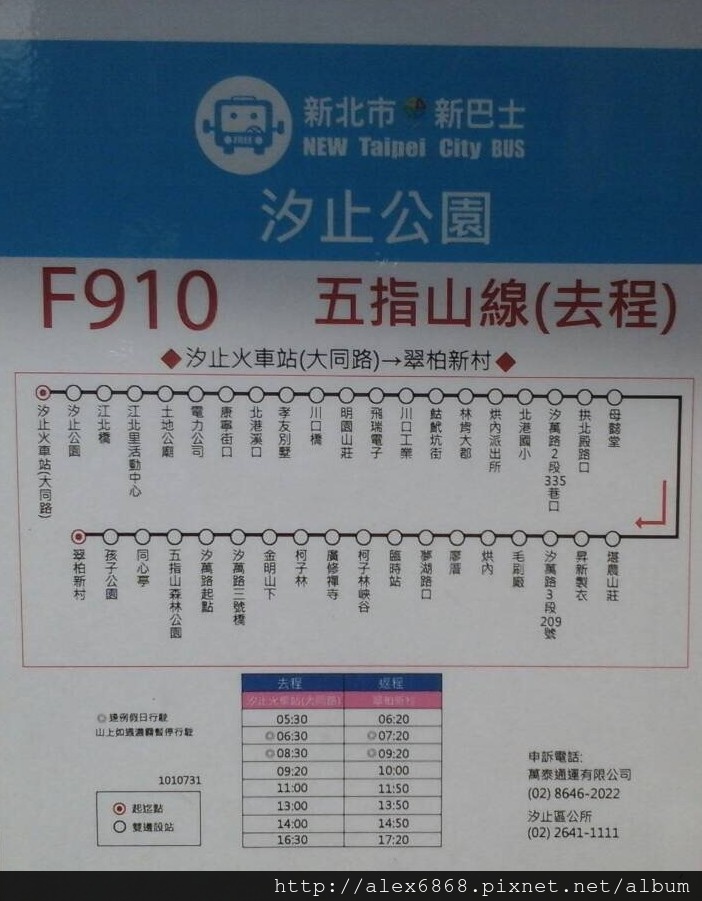 新北市 新巴士
NEW Taipei City BUS
汐止公園
F910 五指山線(去程)
◆汐止火車站(大同路)→翠柏新村◆
汐止火車站(大同路)
汐止公園
江北橋
江北里活動中心
土地公廟
電力公司
康寧街口
北港溪口
孝友別墅
川口橋
明園山莊
飛瑞電子
川口工業
鵠鵠坑街
林肯大郡
烘內派出所
北港國小
汐萬路2段335巷口
拱北殿路口
母懿堂
堪農山莊
昇新製衣
汐萬路3段209號
毛刷廠
烘內
廖厝
夢湖路口
臨時站
柯子林峽谷
廣修禪寺
柯子林
金明山下
汐萬路三號橋
汐萬路起點
五指山森林公園
同心亭
孩子公園
翠柏新村
去程 返程
汐止火車站(大同路) 翠柏新村
05:30 06:20
◎06:30 ◎07:20
◎08:30 ◎09:20
09:20 10:00
11:00 11:50
13:00 13:50
14:00 14:50
16:30 17:20
◎遇例假日行駛
山上如遇濃霧暫停行駛
1010731
起訖點
雙邊設站
申訴電話:
萬泰通運有限公司
(02) 8646-2022
汐止區公所
(02) 2641-1111
http://alex6868.pixnet.net/album